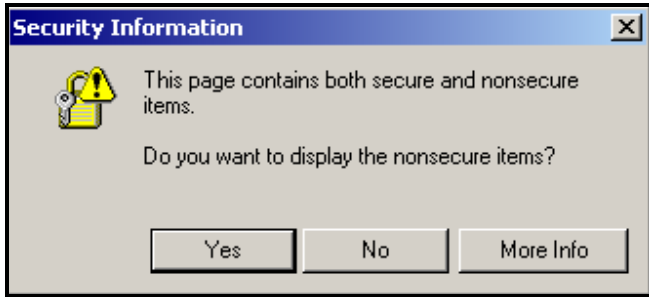 Security Information
This page contains both secure and nonsecure
items.
Do you want to display the nonsecure items?
Yes
No
More Info